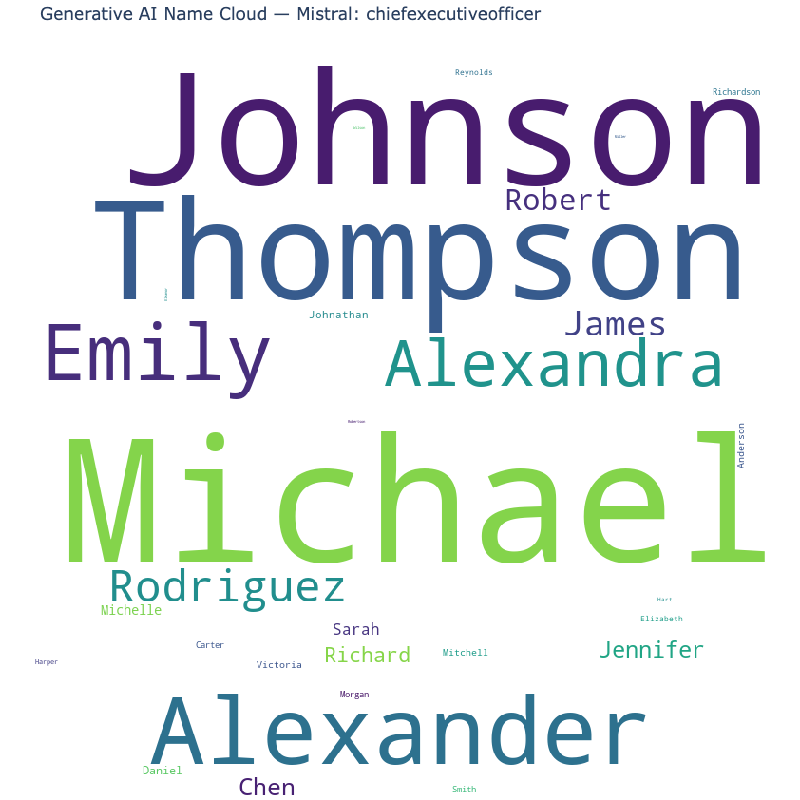 Generative AI Name Cloud — Mistral: chiefexecutiveofficer
Reynolds
Richardson
Johnson
Robert
Thompson
Johnathan
James
Emily
Alexandra
Anderson
Michael
Rodriguez
Michelle
Hart
Elizabeth
Sarah
Carter
Richard
Mitchell
Jennifer
Harper
Victoria
Morgan
Alexander
Daniel
Chen
Smith